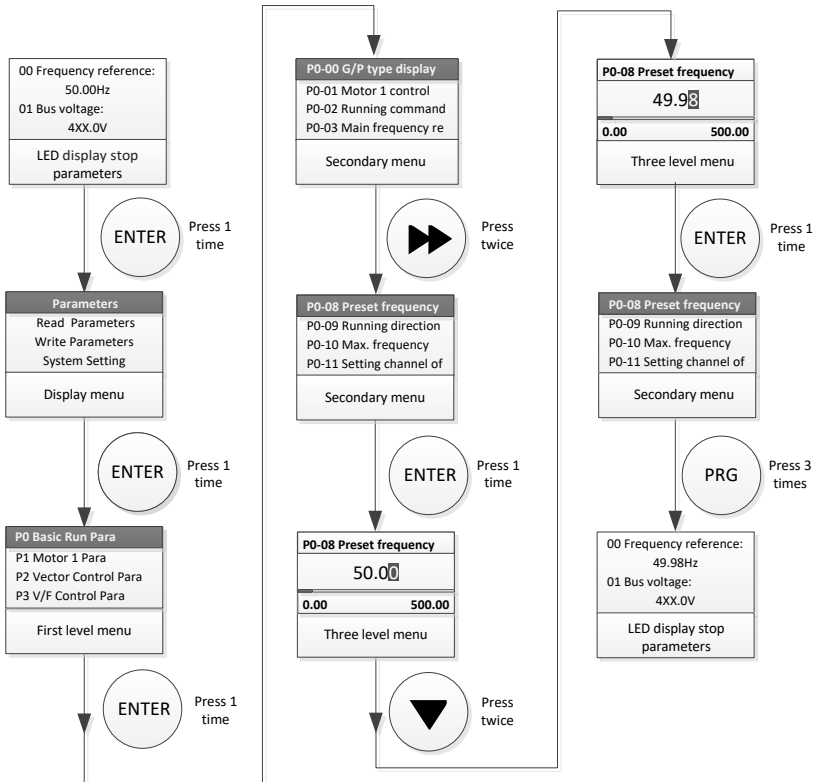 00 Frequency reference:
50.00Hz
01 Bus voltage:
4XX.0V
LED display stop
parameters
ENTER
Press 1
time
Parameters
Read Parameters
Write Parameters
System Setting
Display menu
ENTER
Press 1
time
P0 Basic Run Para
P1 Motor 1 Para
P2 Vector Control Para
P3 V/F Control Para
First level menu
ENTER
Press 1
time
P0-00 G/P type display
P0-01 Motor 1 control
P0-02 Running command
P0-03 Main frequency re
Secondary menu
Press
twice
P0-08 Preset frequency
P0-09 Running direction
P0-10 Max. frequency
P0-11 Setting channel of
Secondary menu
ENTER
Press 1
time
P0-08 Preset frequency
50.00
0.00 500.00
Three level menu
Press
twice
P0-08 Preset frequency
49.98
0.00 500.00
Three level menu
ENTER
Press 1
time
P0-08 Preset frequency
P0-09 Running direction
P0-10 Max. frequency
P0-11 Setting channel of
Secondary menu
PRG
Press 3
times
00 Frequency reference:
49.98Hz
01 Bus voltage:
4XX.0V
LED display stop
parameters